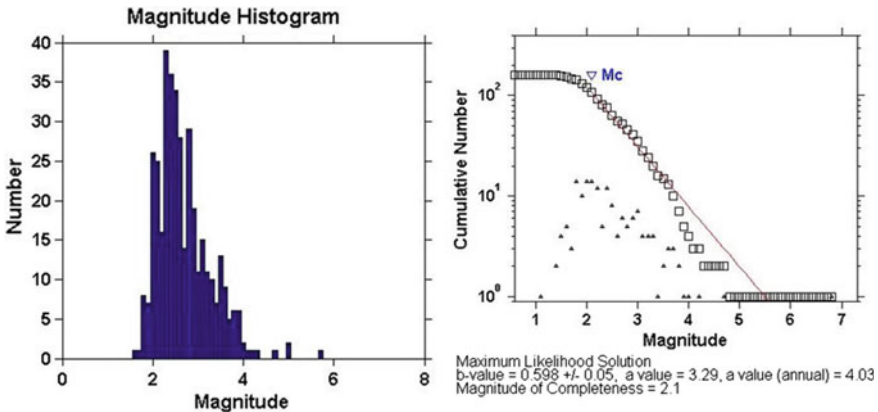 Magnitude Histogram
40
35
30
25
20
15
10
5
0
Number
0 2 4 6 8
Magnitude
Mc
10²
10¹
10⁰
Cumulative Number
1 2 3 4 5 6 7
Magnitude
Maximum Likelihood Solution
b-value = 0.598 +/- 0.05, a value = 3.29, a value (annual) = 4.03
Magnitude of Completeness = 2.1